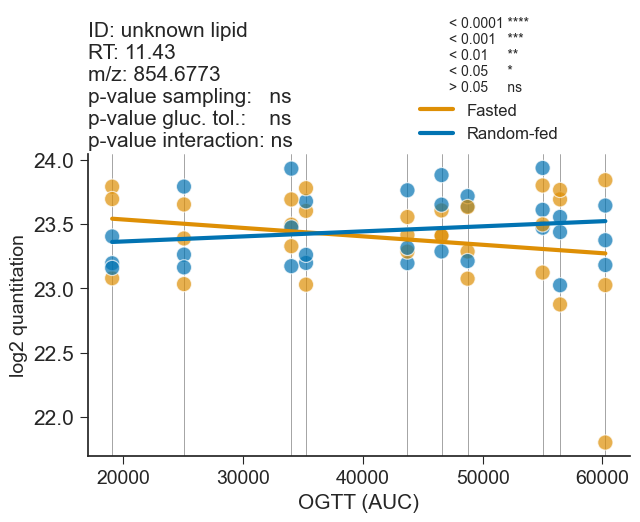 ID: unknown lipid
RT: 11.43
m/z: 854.6773
p-value sampling: ns
p-value gluc. tol.: ns
p-value interaction: ns
< 0.0001 ****
< 0.001 ***
< 0.01 **
< 0.05 *
> 0.05 ns
Fasted
Random-fed
24.0
23.5
23.0
22.5
22.0
log2 quantitation
20000 30000 40000 50000 60000
OGTT (AUC)